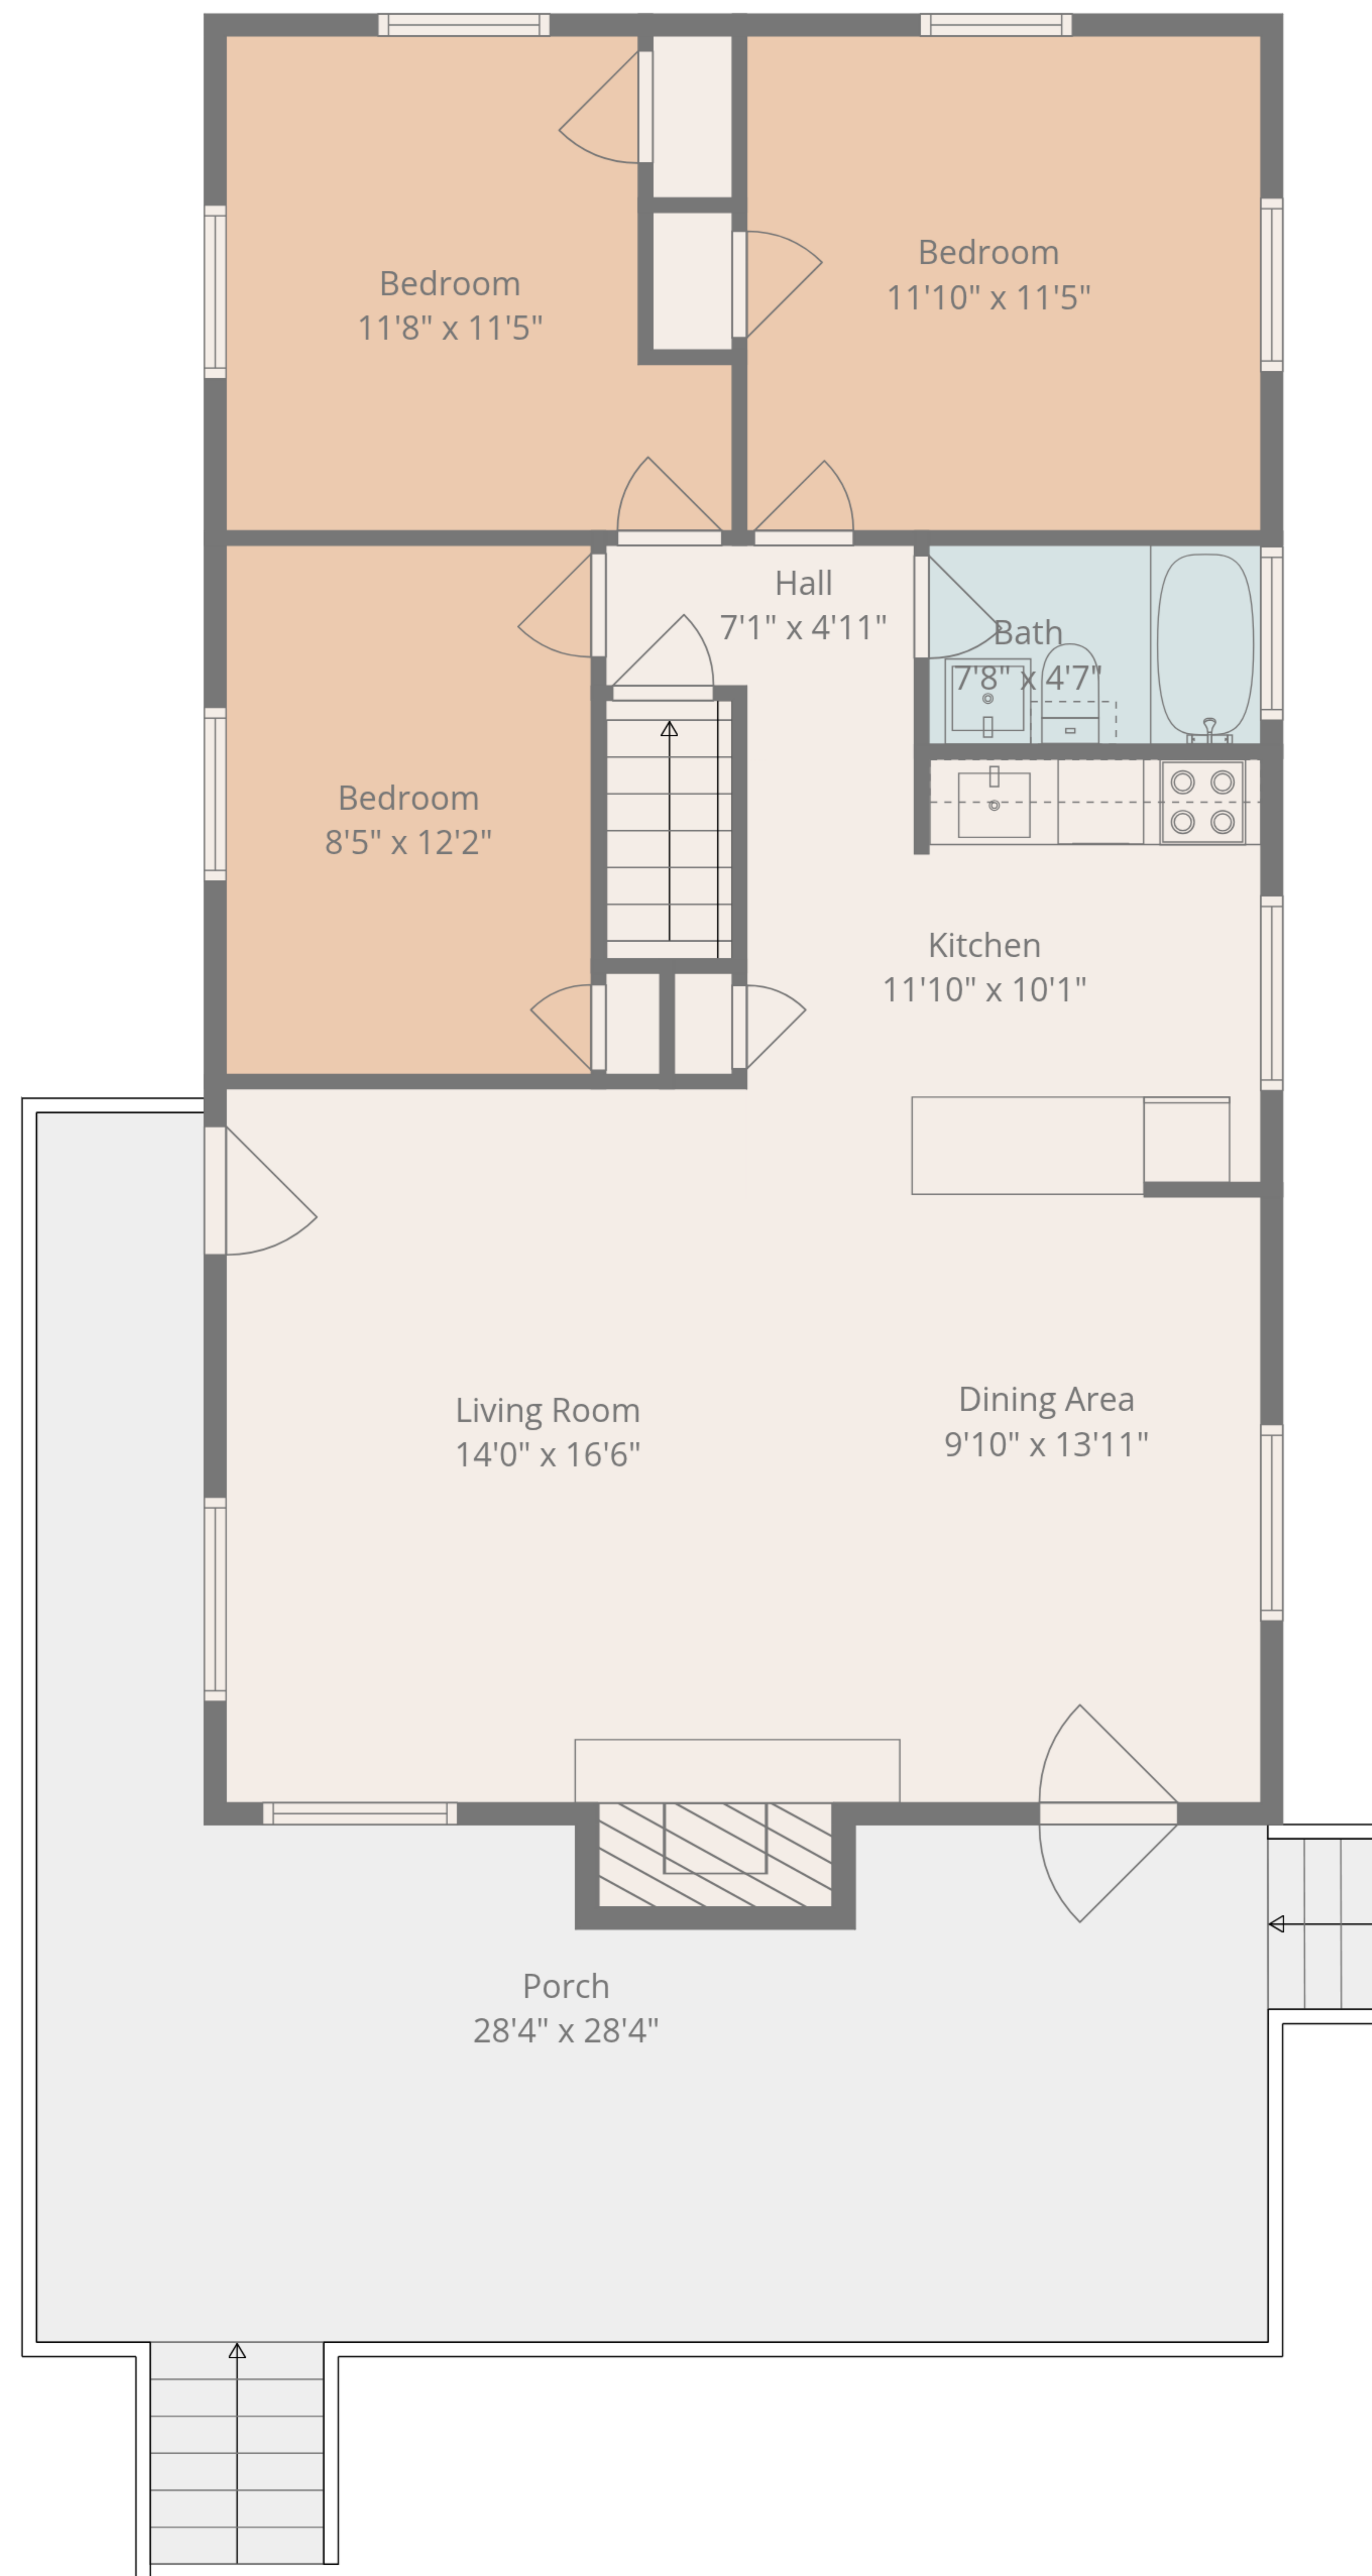 Bedroom
11'8" x 11'5"
Bedroom
11'10" x 11'5"
Hall
7'1" x 4'11"
Bath
7'8" x 4'7"
Bedroom
8'5" x 12'2"
Kitchen
11'10" x 10'1"
Living Room
14'0" x 16'6"
Dining Area
9'10" x 13'11"
Porch
28'4" x 28'4"